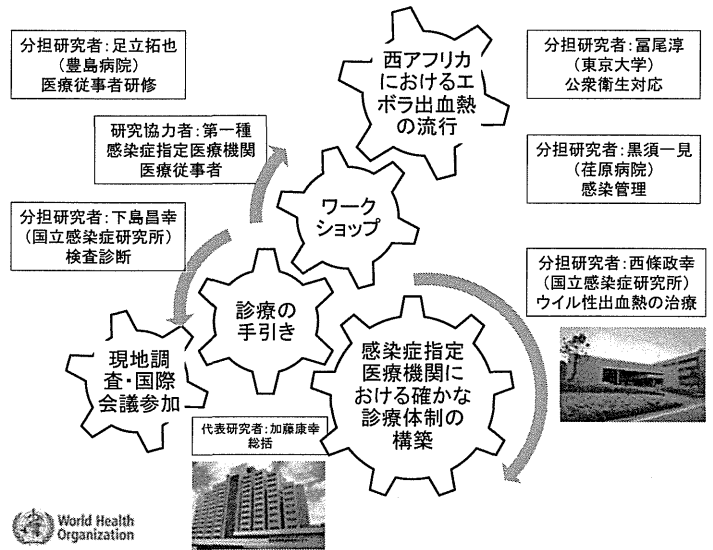 分担研究者:足立拓也
(豊島病院)
医療従事者研修
西アフリカ
におけるエ
ボラ出血熱
の流行
分担研究者:冨尾淳
(東京大学)
公衆衛生対応
研究協力者:第一種
感染症指定医療機関
医療従事者
分担研究者:黒須一見
(荏原病院)
感染管理
ワーク
ショップ
分担研究者:下島昌幸
(国立感染症研究所)
検査診断
分担研究者:西條政幸
(国立感染症研究所)
ウイル性出血熱の治療
診療の
手引き
現地調
査・国際
会議参加
感染症指定
医療機関に
おける確かな
診療体制の
構築
代表研究者:加藤康幸
総括
World Health
Organization